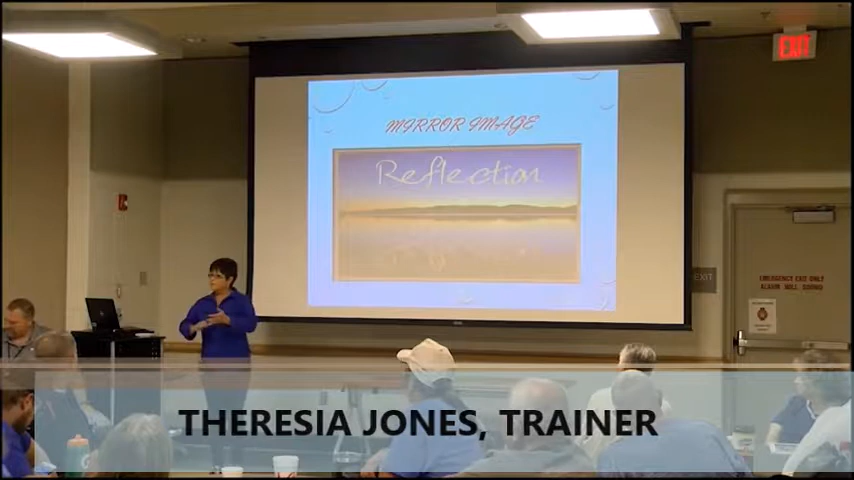 EXIT
MIRROR IMAGE
Reflection
EXIT
EMERGENCY EXIT ONLY
ALARM WILL SOUND
THERESIA JONES, TRAINER